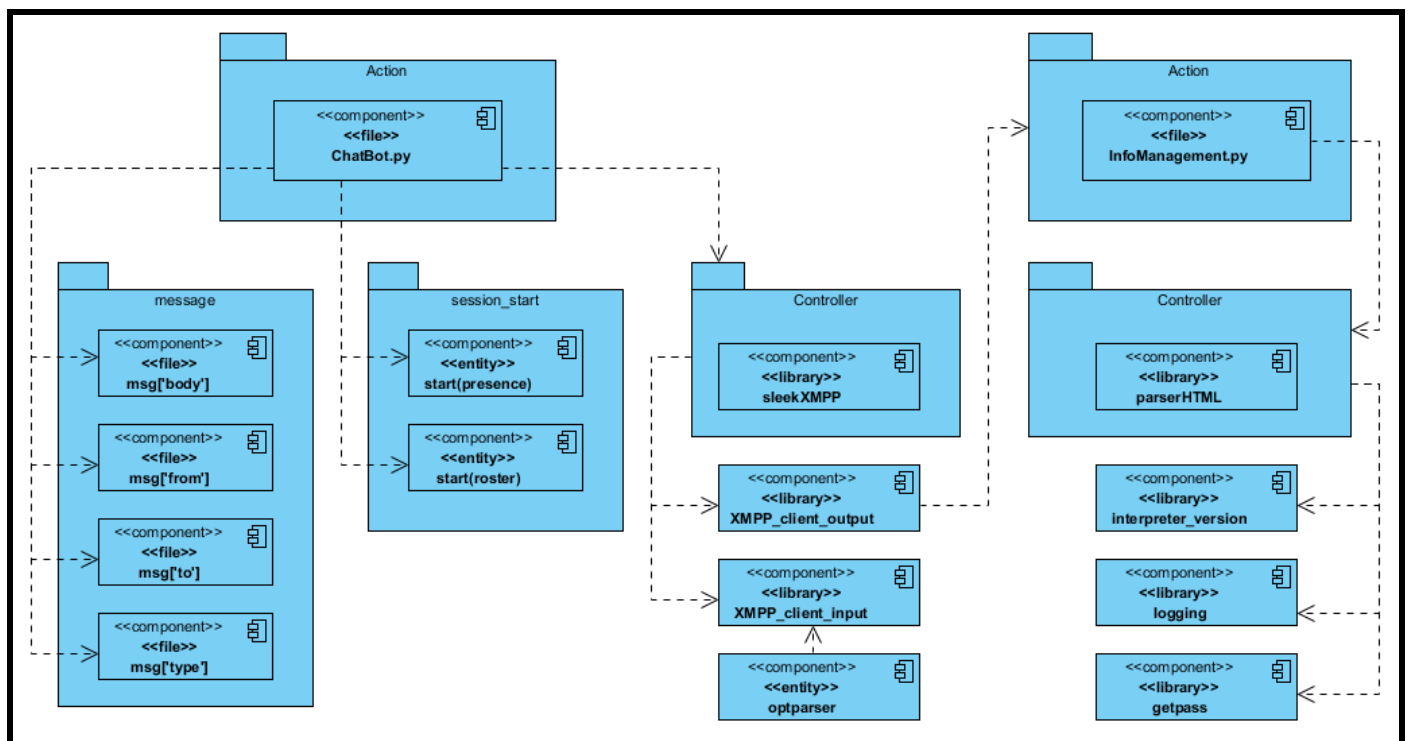 Action
<<component>>
<<file>>
ChatBot.py
Action
<<component>>
<<file>>
InfoManagement.py
message
<<component>>
<<file>>
msg['body']
<<component>>
<<file>>
msg['from']
<<component>>
<<file>>
msg['to']
<<component>>
<<file>>
msg['type']
session_start
<<component>>
<<entity>>
start(presence)
<<component>>
<<entity>>
start(roster)
Controller
<<component>>
<<library>>
sleekXMPP
<<component>>
<<library>>
XMPP_client_output
<<component>>
<<library>>
XMPP_client_input
<<component>>
<<entity>>
optparser
Controller
<<component>>
<<library>>
parserHTML
<<component>>
<<library>>
interpreter_version
<<component>>
<<library>>
logging
<<component>>
<<library>>
getpass